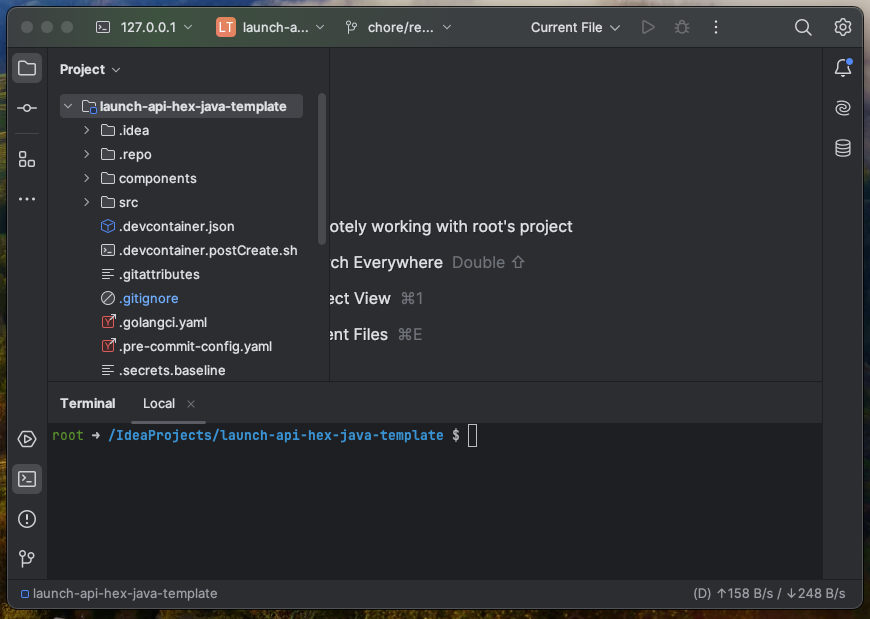 127.0.0.1 LT launch-a... chore/re... Current File
Project
launch-api-hex-java-template
.idea
.repo
components
src
.devcontainer.json
.devcontainer.postCreate.sh
.gitattributes
.gitignore
.golangci.yaml
.pre-commit-config.yaml
.secrets.baseline
otely working with root's project
rch Everywhere Double ⇧
ect View ⌘1
ent Files ⌘E
Terminal Local
root ➜ /IdeaProjects/launch-api-hex-java-template $
launch-api-hex-java-template (D) ↑158 B/s / ↓248 B/s